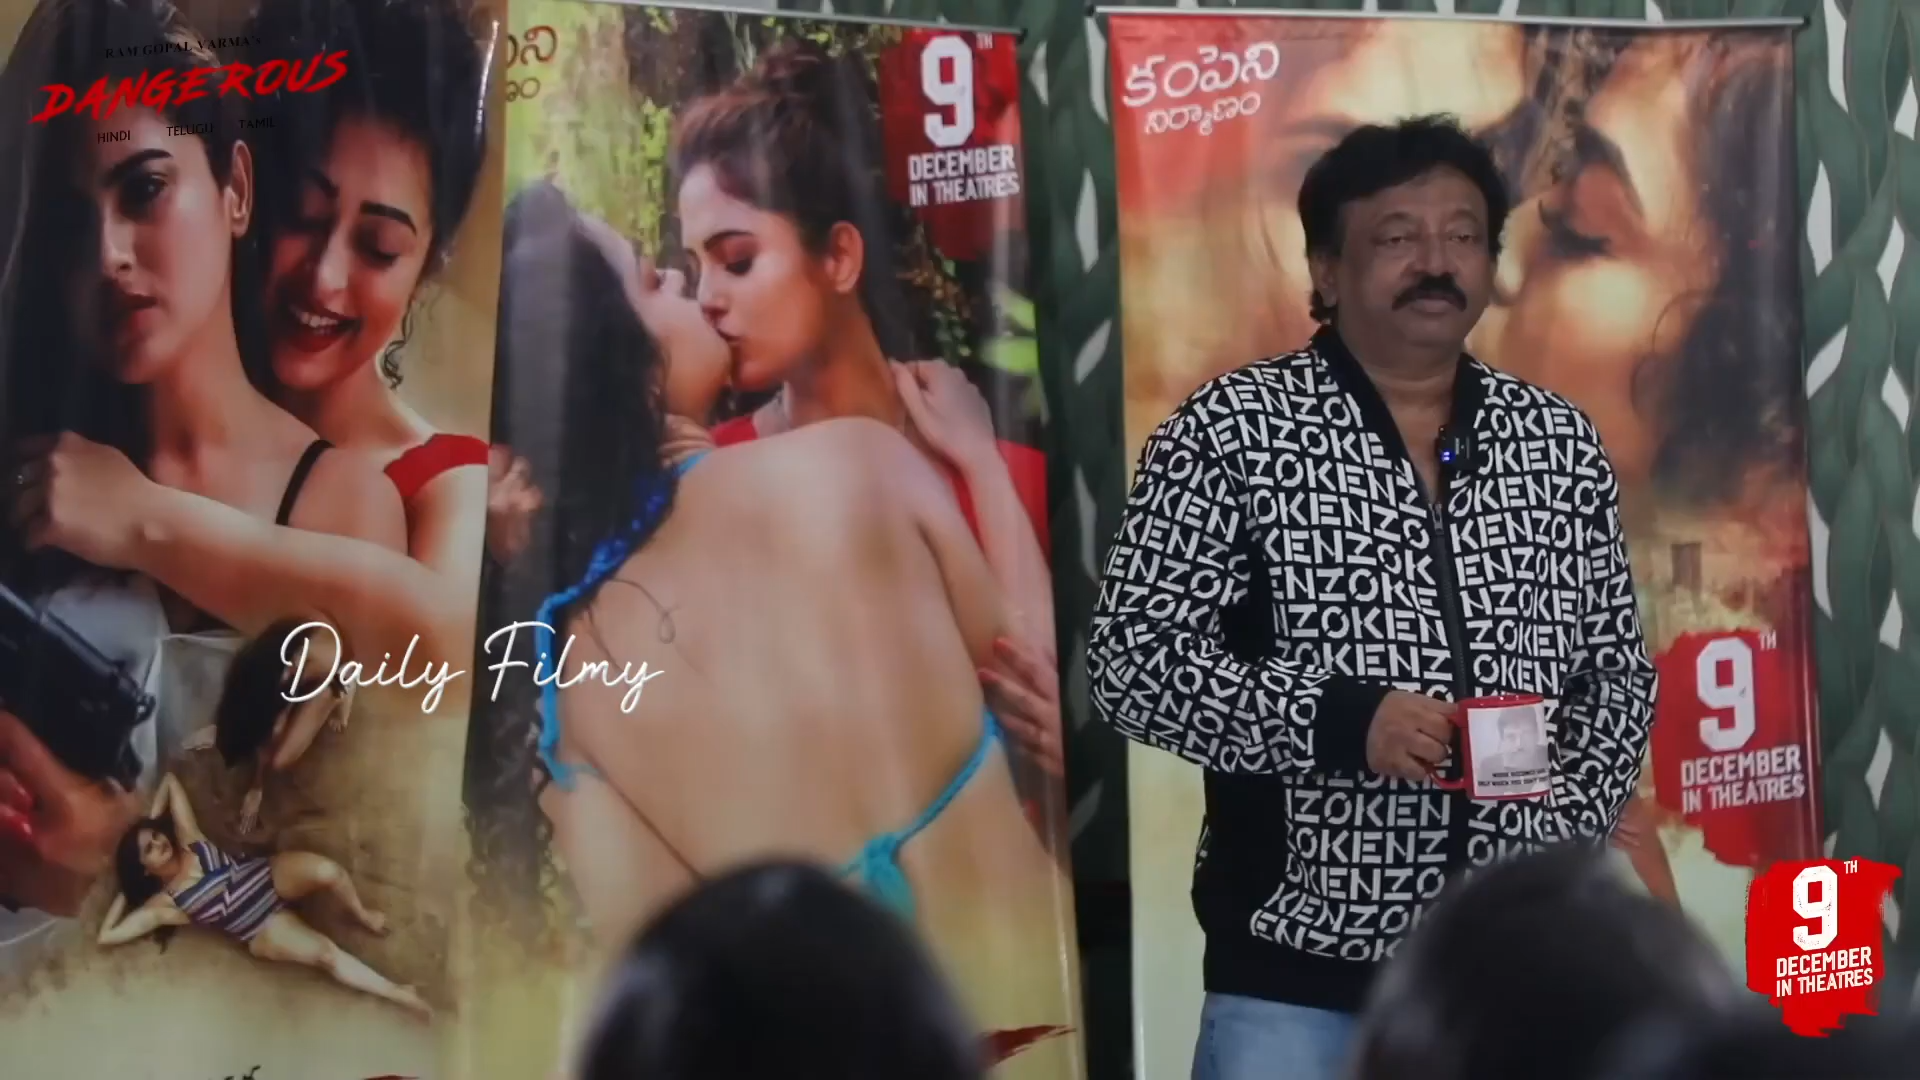 RAM GOPAL VARMA's
DANGEROUS
HINDI TELUGU TAMIL
9TH
DECEMBER
IN THEATRES
కంపెని
నిర్మాణం
KENZO
Daily Filmy
9TH
DECEMBER
IN THEATRES
9TH
DECEMBER
IN THEATRES